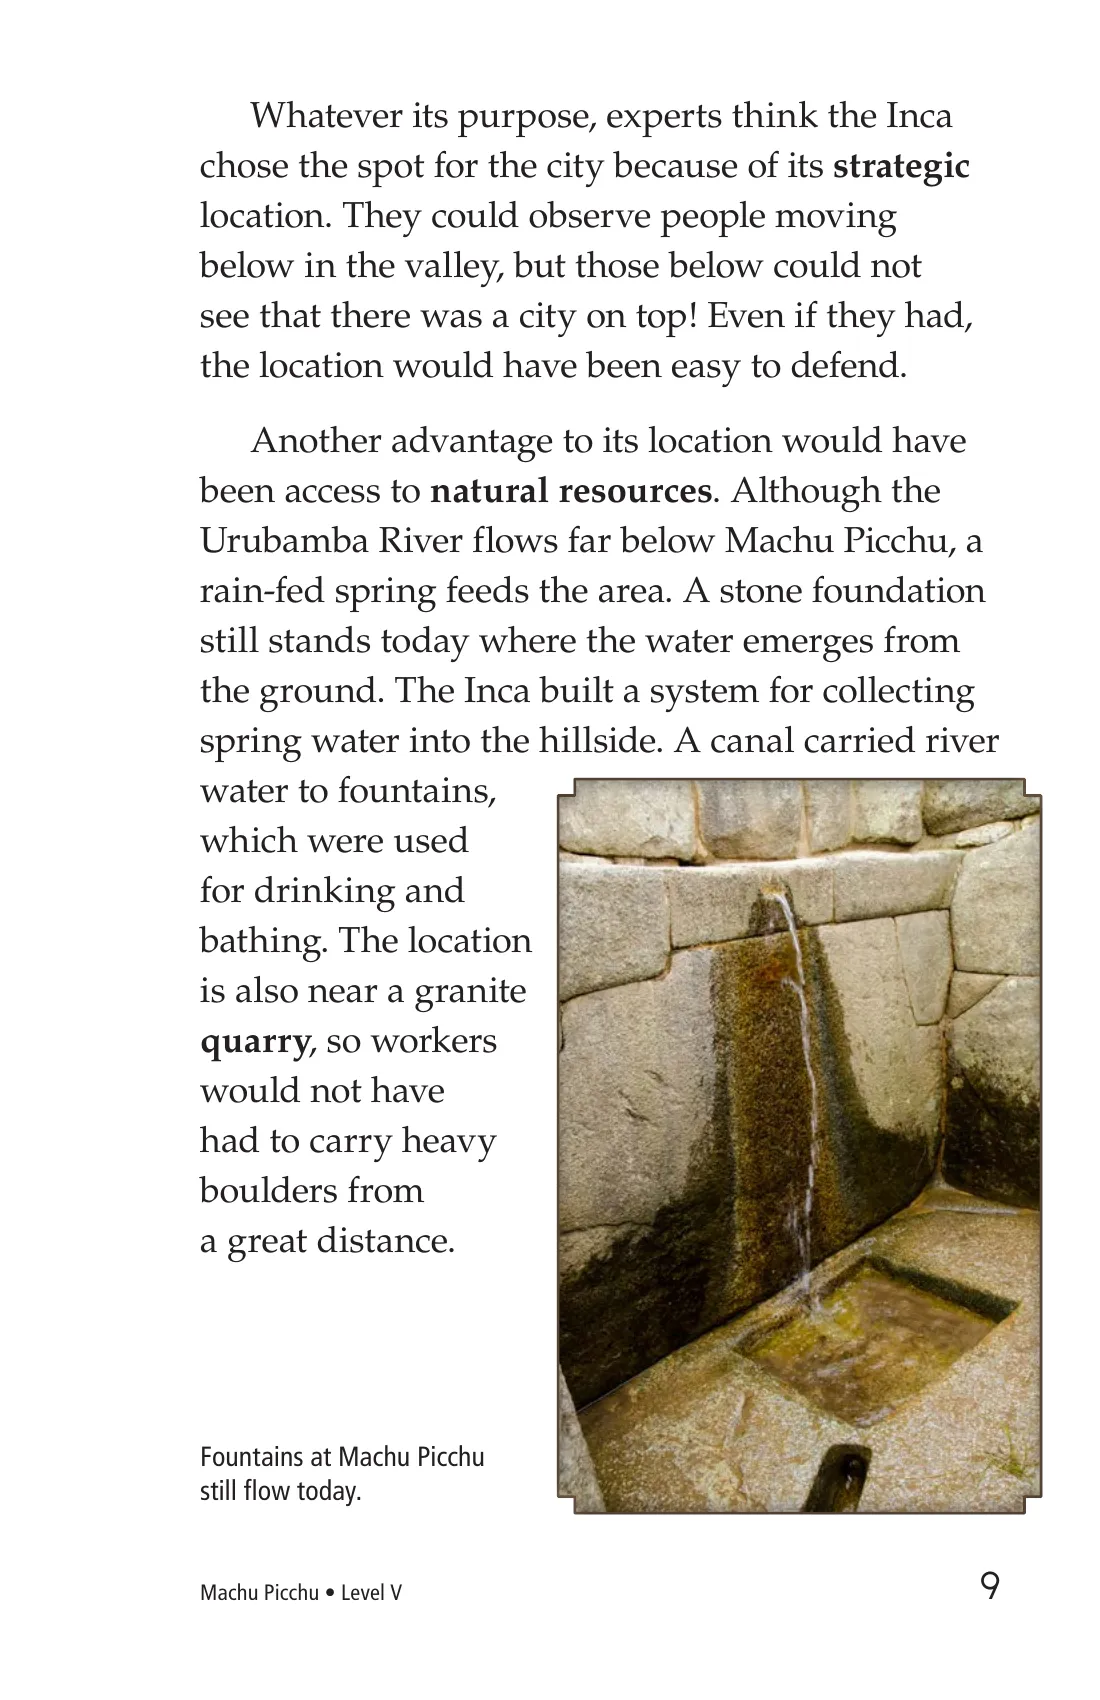 Whatever its purpose, experts think the Inca
chose the spot for the city because of its strategic
location. They could observe people moving
below in the valley, but those below could not
see that there was a city on top! Even if they had,
the location would have been easy to defend.
Another advantage to its location would have
been access to natural resources. Although the
Urubamba River flows far below Machu Picchu, a
rain-fed spring feeds the area. A stone foundation
still stands today where the water emerges from
the ground. The Inca built a system for collecting
spring water into the hillside. A canal carried river
water to fountains,
which were used
for drinking and
bathing. The location
is also near a granite
quarry, so workers
would not have
had to carry heavy
boulders from
a great distance.
Fountains at Machu Picchu
still flow today.
Machu Picchu • Level V
9